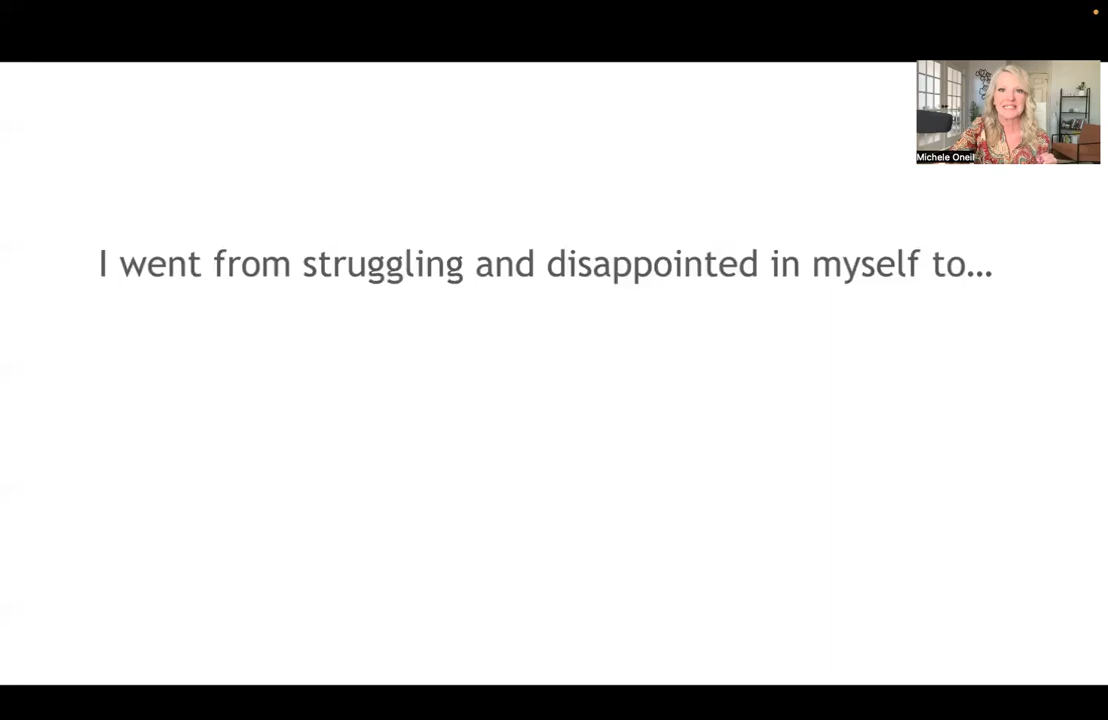 Michele Oneil
I went from struggling and disappointed in myself to...